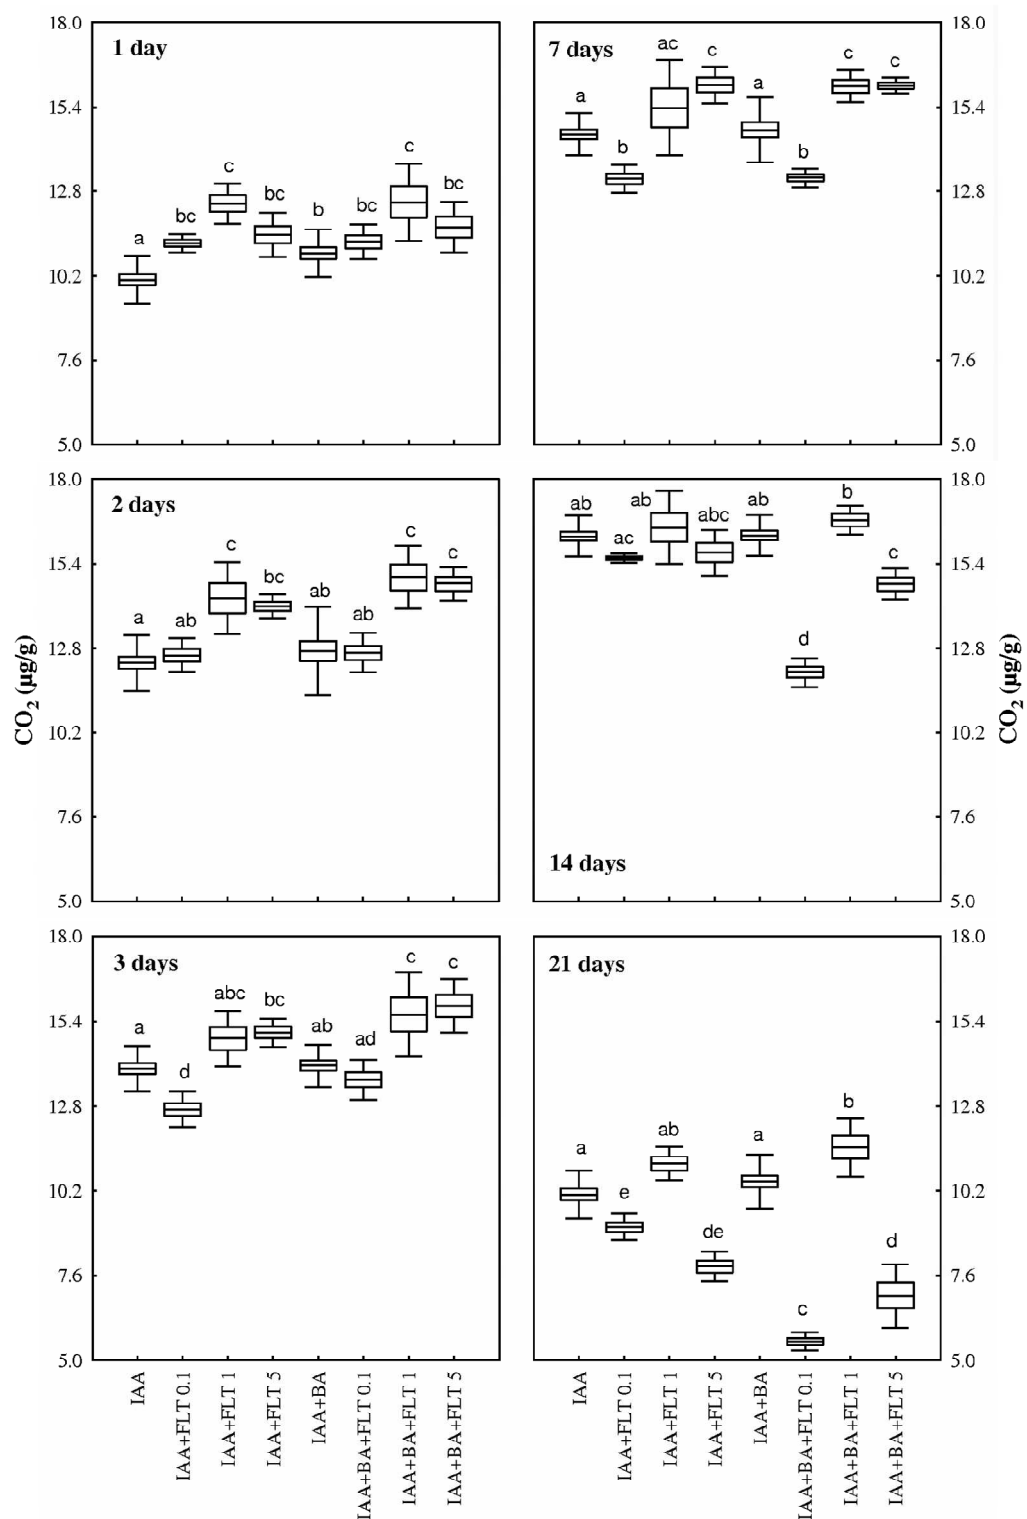 18.0
15.4
12.8
10.2
7.6
5.0
1 day
a
bc
c
bc
b
bc
c
bc
7 days
a
b
ac
c
a
b
c
c
18.0
15.4
12.8
10.2
7.6
5.0
18.0
15.4
12.8
10.2
7.6
5.0
2 days
a
ab
c
bc
ab
ab
c
c
14 days
ab
ac
ab
abc
ab
d
b
c
18.0
15.4
12.8
10.2
7.6
5.0
CO2 (µg/g)
CO2 (µg/g)
18.0
15.4
12.8
10.2
7.6
5.0
3 days
a
d
abc
bc
ab
ad
c
c
21 days
a
e
ab
de
a
c
b
d
18.0
15.4
12.8
10.2
7.6
5.0
IAA
IAA+FLT 0.1
IAA+FLT 1
IAA+FLT 5
IAA+BA
IAA+BA+FLT 0.1
IAA+BA+FLT 1
IAA+BA+FLT 5
IAA
IAA+FLT 0.1
IAA+FLT 1
IAA+FLT 5
IAA+BA
IAA+BA+FLT 0.1
IAA+BA+FLT 1
IAA+BA+FLT 5